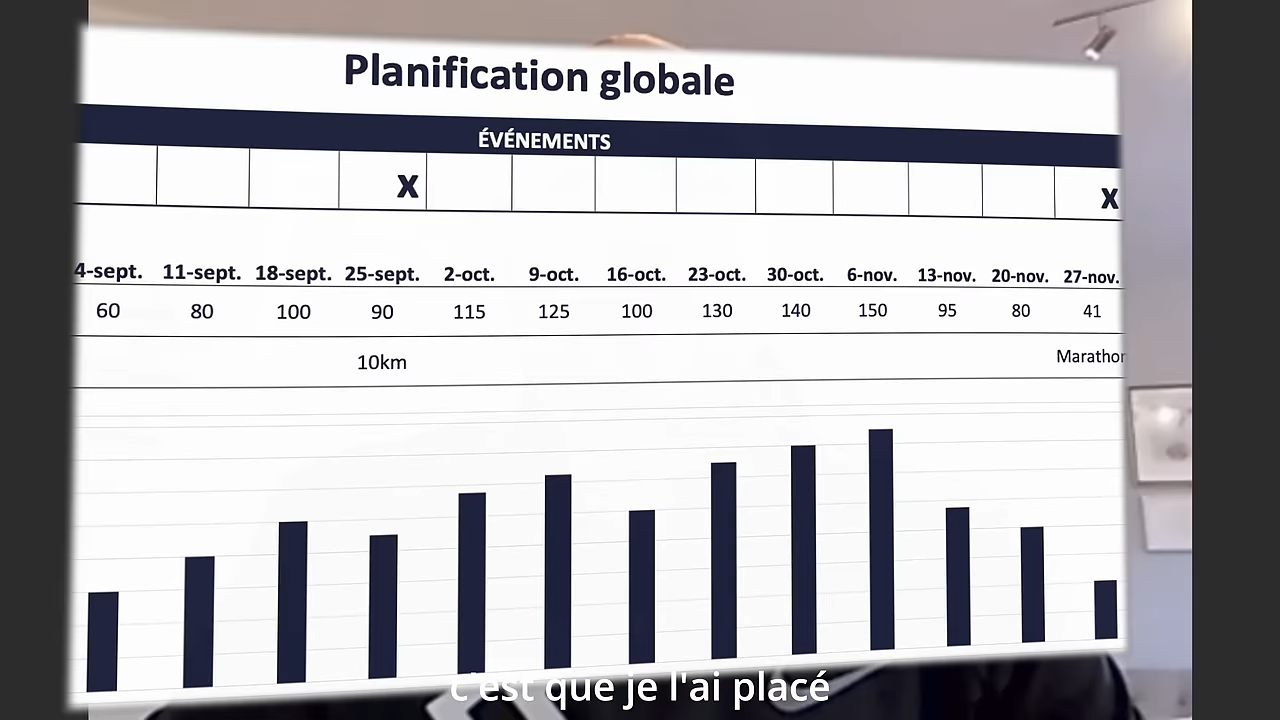 Planification globale
ÉVÉNEMENTS
X X
4-sept. 11-sept. 18-sept. 25-sept. 2-oct. 9-oct. 16-oct. 23-oct. 30-oct. 6-nov. 13-nov. 20-nov. 27-nov.
60 80 100 90 115 125 100 130 140 150 95 80 41
10km Marathon
c'est que je l'ai placé